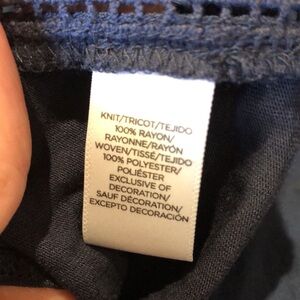 KNIT/TRICOT/TEJIDO
100% RAYON/
RAYONNE/RAYÓN
WOVEN/TISSÉ/TEJIDO
100% POLYESTER/
POLIÉSTER
EXCLUSIVE OF
DECORATION/
SAUF DÉCORATION/
EXCEPTO DECORACIÓN